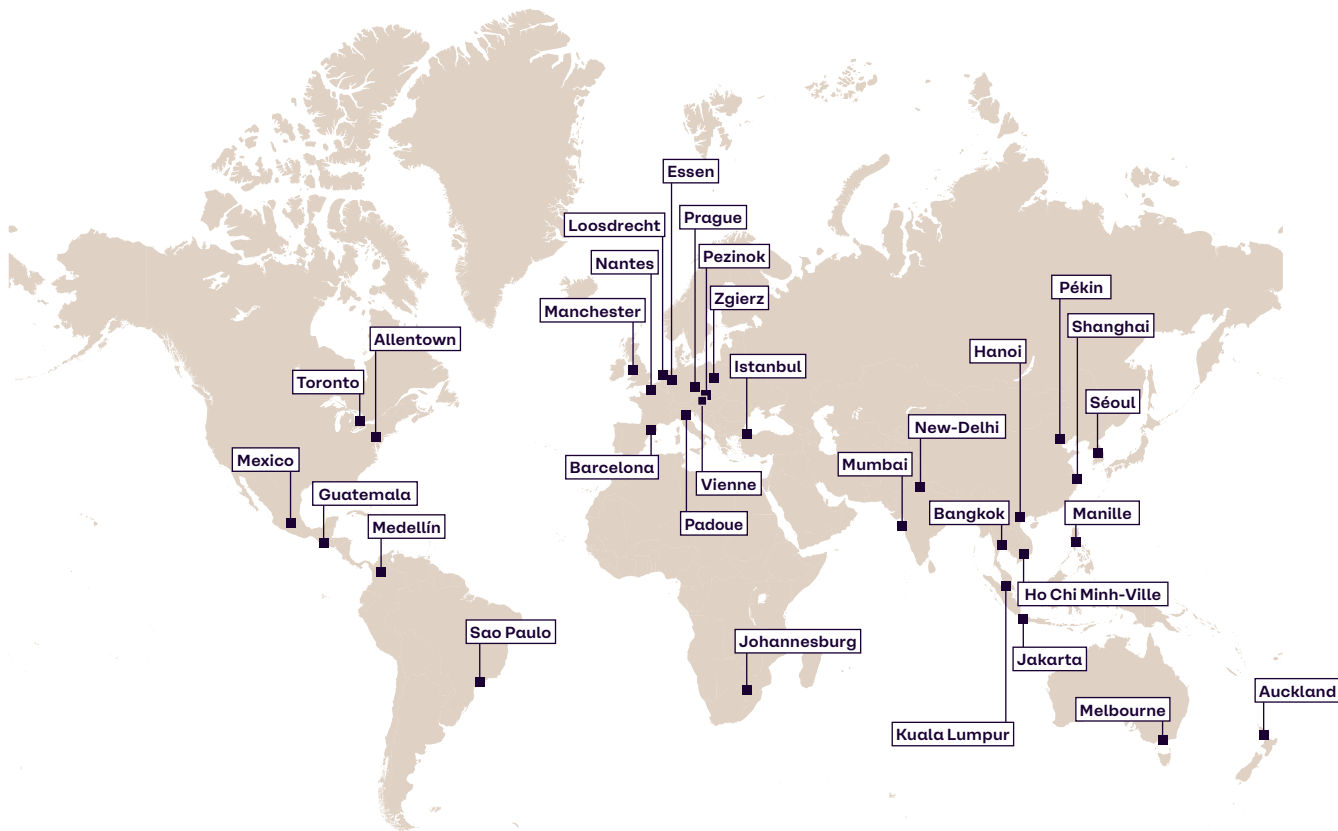 Essen
Loosdrecht
Prague
Nantes
Pezinok
Manchester
Zgierz
Pékin
Allentown
Shanghai
Toronto
Istanbul
Hanoi
Séoul
New-Delhi
Mexico
Barcelona
Mumbai
Vienne
Guatemala
Medellín
Padoue
Bangkok
Manille
Ho Chi Minh-Ville
Sao Paulo
Johannesburg
Jakarta
Auckland
Melbourne
Kuala Lumpur